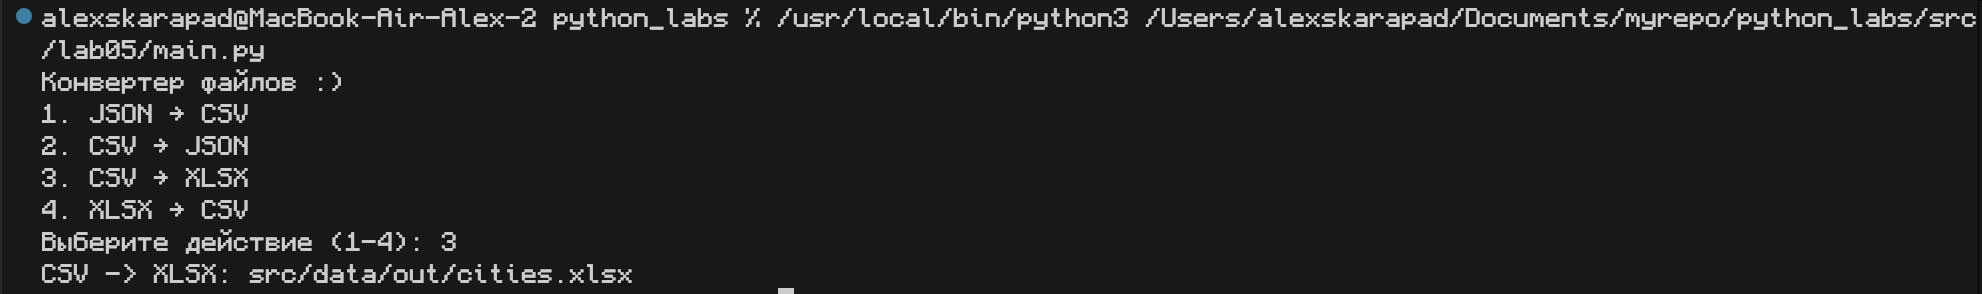 alexskarapad@MacBook-Air-Alex-2 python_labs % /usr/local/bin/python3 /Users/alexskarapad/Documents/myrepo/python_labs/src
/lab05/main.py
Конвертер файлов :)
1. JSON → CSV
2. CSV → JSON
3. CSV → XLSX
4. XLSX → CSV
Выберите действие (1-4): 3
CSV -> XLSX: src/data/out/cities.xlsx